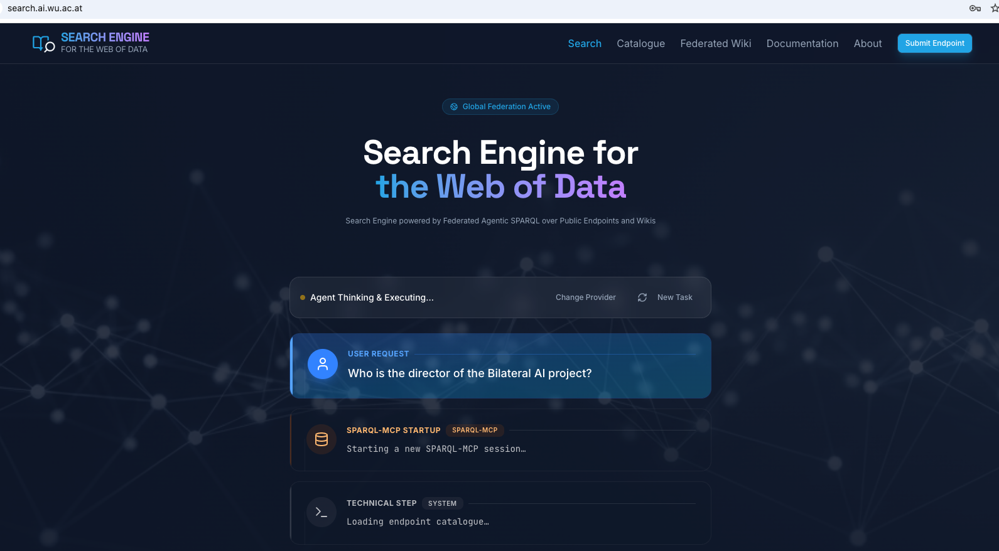 search.ai.wu.ac.at
SEARCH ENGINE
FOR THE WEB OF DATA
Search
Catalogue
Federated Wiki
Documentation
About
Submit Endpoint
Global Federation Active
Search Engine for
the Web of Data
Search Engine powered by Federated Agentic SPARQL over Public Endpoints and Wikis
Agent Thinking & Executing...
Change Provider
New Task
USER REQUEST
Who is the director of the Bilateral AI project?
SPARQL-MCP STARTUP
SPARQL-MCP
Starting a new SPARQL-MCP session…
TECHNICAL STEP
SYSTEM
Loading endpoint catalogue…